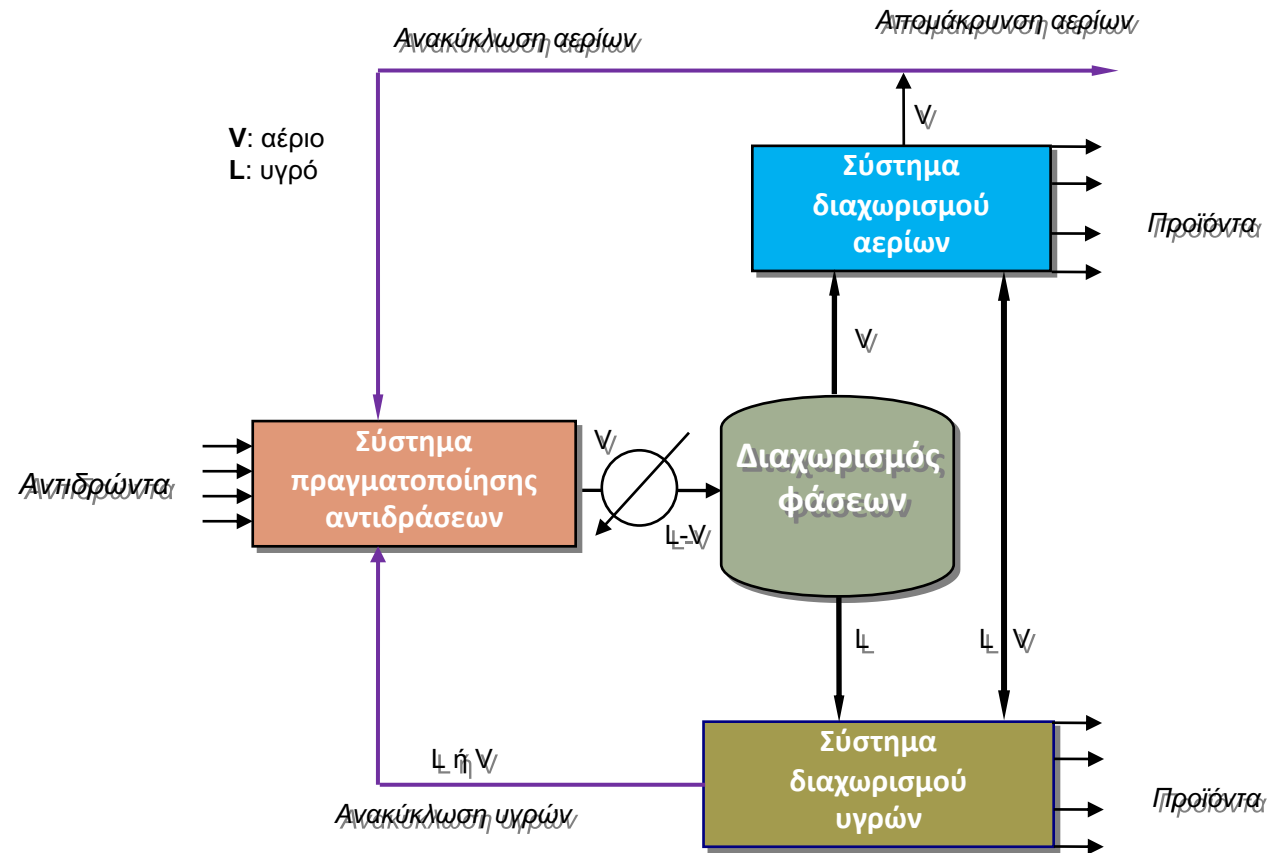 Ανακύκλωση αερίων
Απομάκρυνση αερίων
V: αέριο
L: υγρό
V
Σύστημα
διαχωρισμού
αερίων
Προϊόντα
V
Σύστημα
πραγματοποίησης
αντιδράσεων
Αντιδρώντα
V
L-V
Διαχωρισμός
φάσεων
L
L V
Σύστημα
διαχωρισμού
υγρών
L ή V
Ανακύκλωση υγρών
Προϊόντα